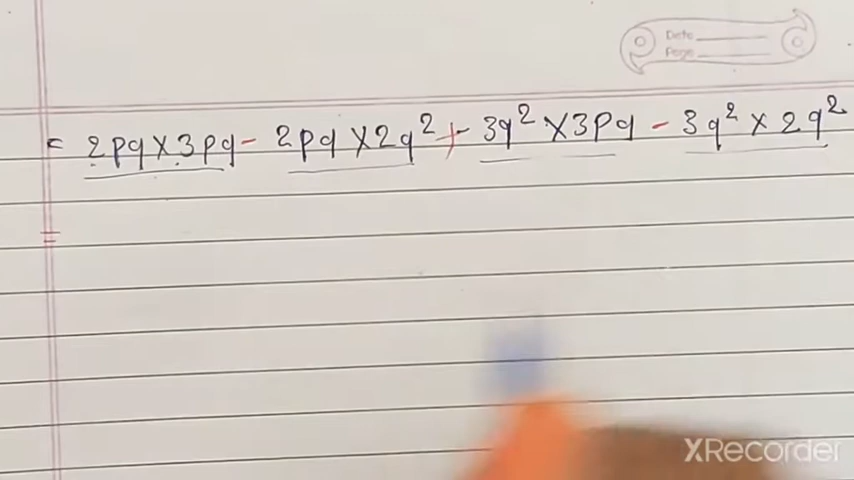 Date
Page
= 2pq × 3pq - 2pq × 2q² + 3q² × 3pq - 3q² × 2q²
=
XRecorder